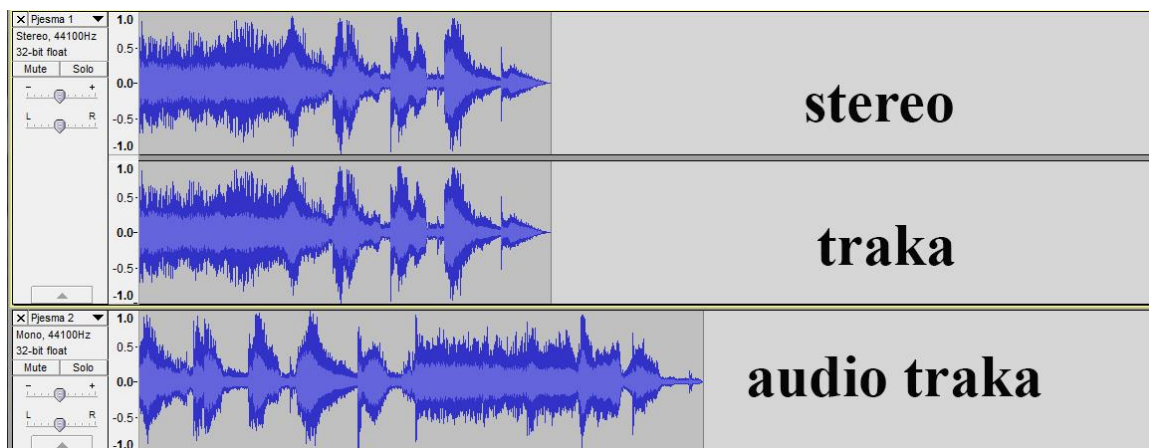 × Pjesma 1 ▼
Stereo, 44100Hz
32-bit float
Mute Solo
- +
L R
1.0
0.5
0.0
-0.5
-1.0
stereo
1.0
0.5
0.0
-0.5
-1.0
traka
× Pjesma 2 ▼
Mono, 44100Hz
32-bit float
Mute Solo
- +
L R
1.0
0.5
0.0
-0.5
-1.0
audio traka